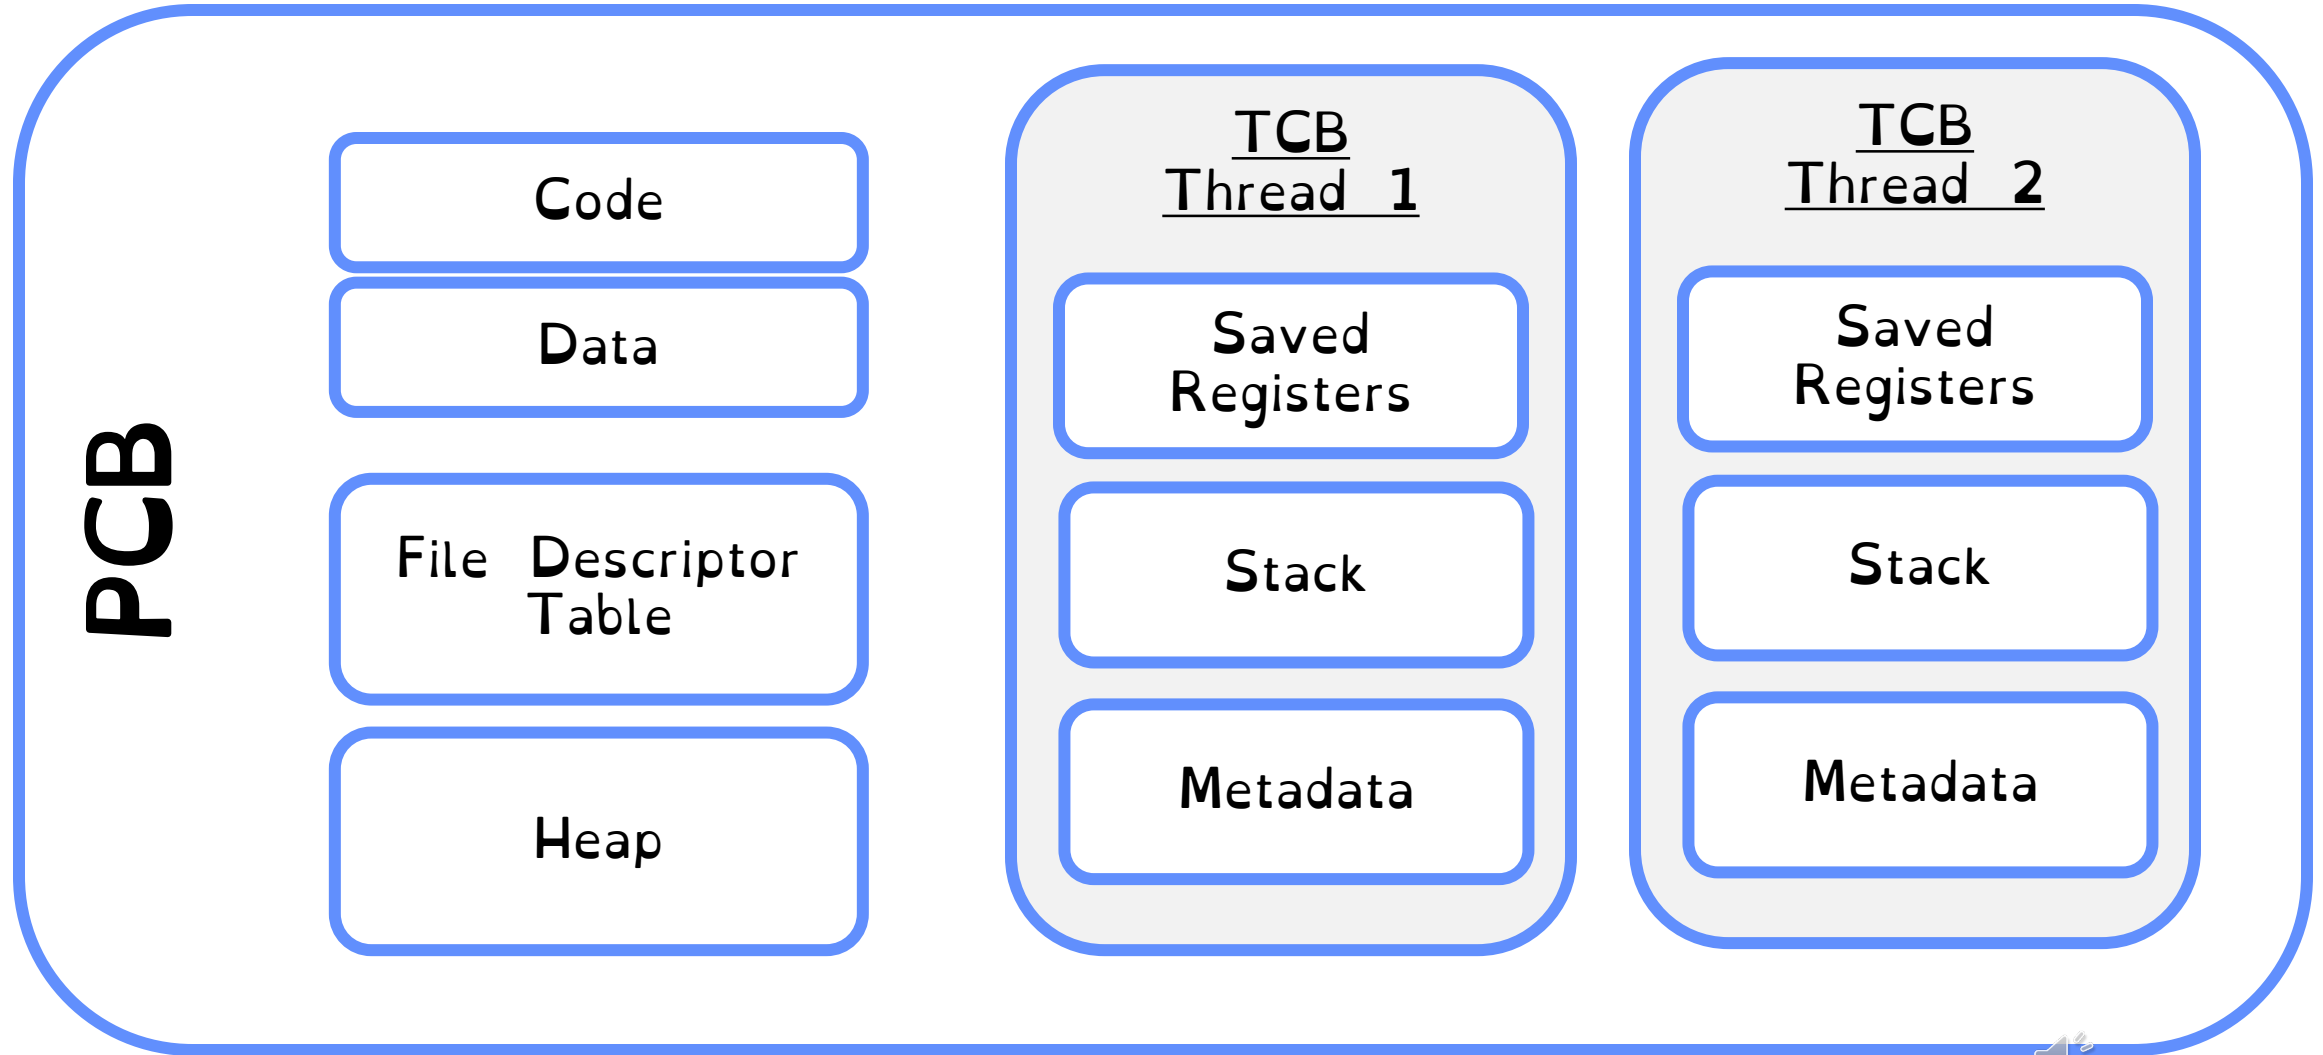 PCB
Code
Data
File Descriptor
Table
Heap
TCB
Thread 1
Saved
Registers
Stack
Metadata
TCB
Thread 2
Saved
Registers
Stack
Metadata